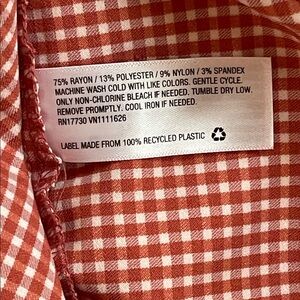 75% RAYON / 13% POLYESTER / 9% NYLON / 3% SPANDEX
MACHINE WASH COLD WITH LIKE COLORS. GENTLE CYCLE.
ONLY NON-CHLORINE BLEACH IF NEEDED. TUMBLE DRY LOW.
REMOVE PROMPTLY. COOL IRON IF NEEDED.
RN17730 VN1111626
LABEL MADE FROM 100% RECYCLED PLASTIC